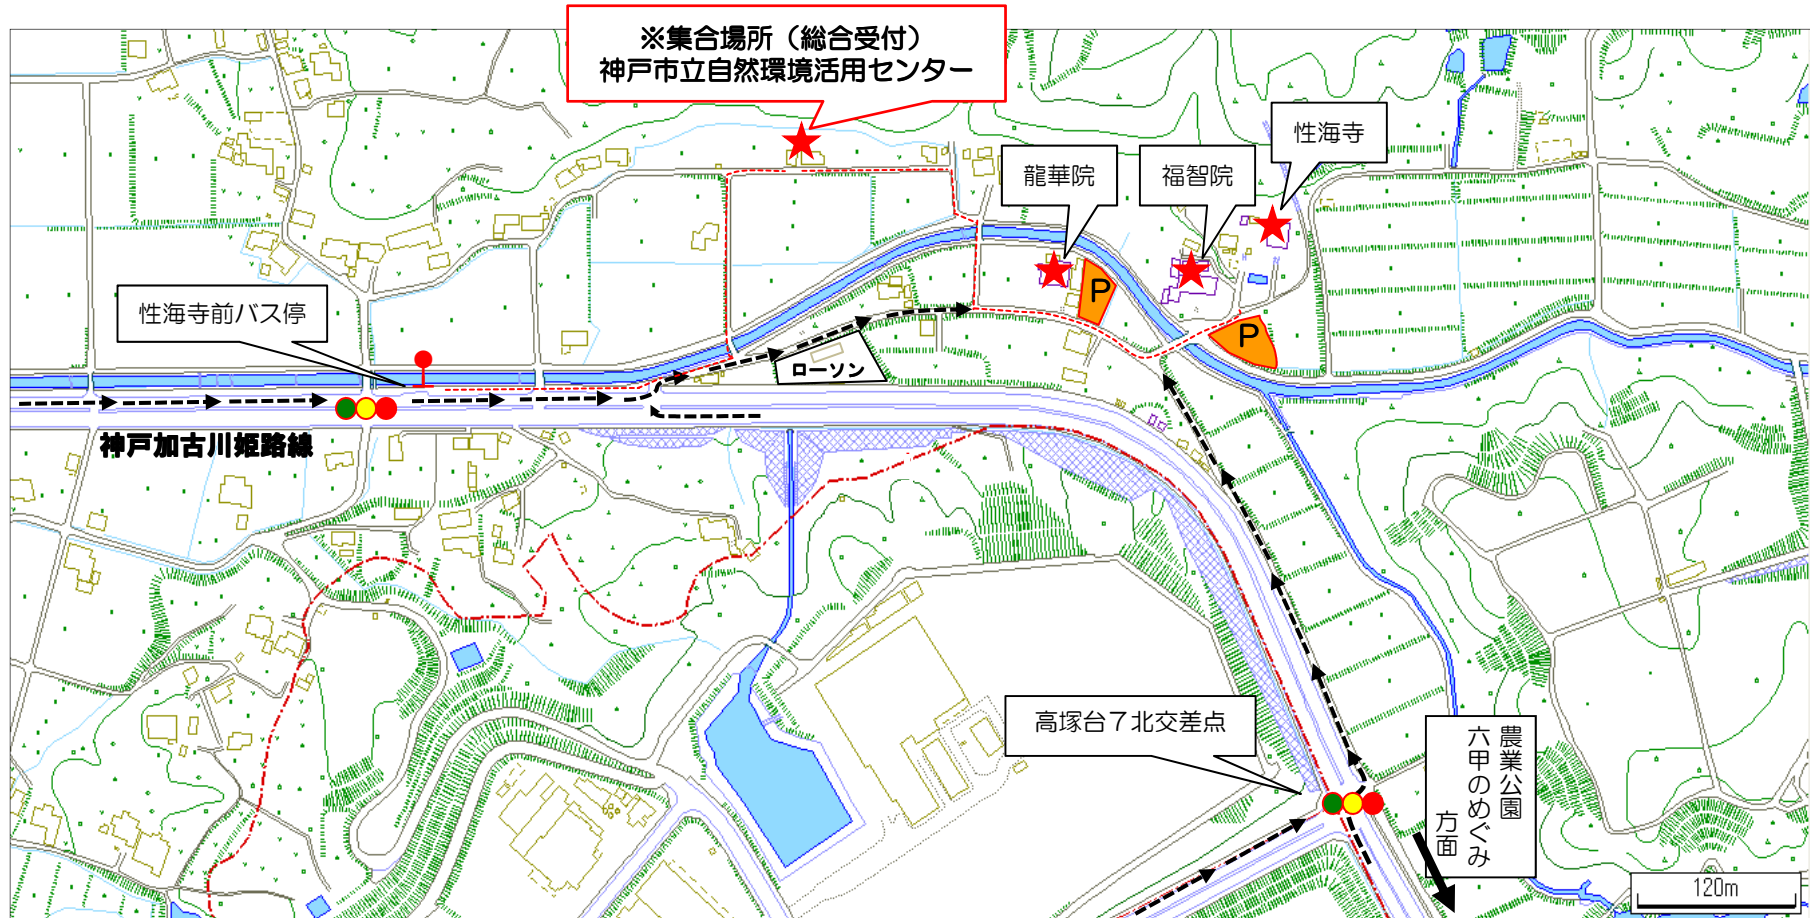 ※集合場所（総合受付）
神戸市立自然環境活用センター
性海寺
龍華院
福智院
P
P
性海寺前バス停
ローソン
神戸加古川姫路線
高塚台７北交差点
農業公園
六甲のめぐみ
方面
120m